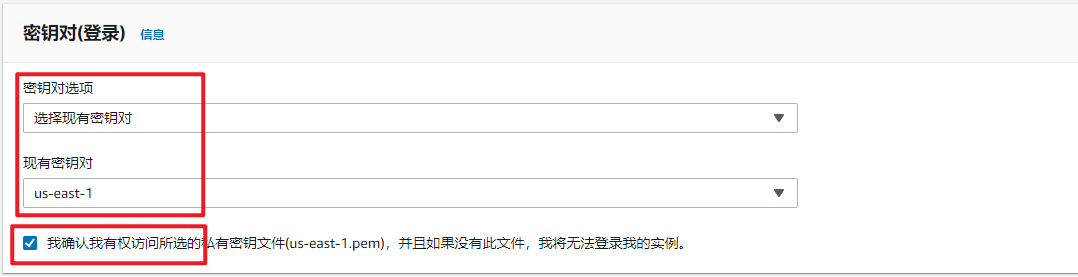 密钥对(登录) 信息
密钥对选项
选择现有密钥对
现有密钥对
us-east-1
我确认我有权访问所选的私有密钥文件(us-east-1.pem)，并且如果没有此文件，我将无法登录我的实例。